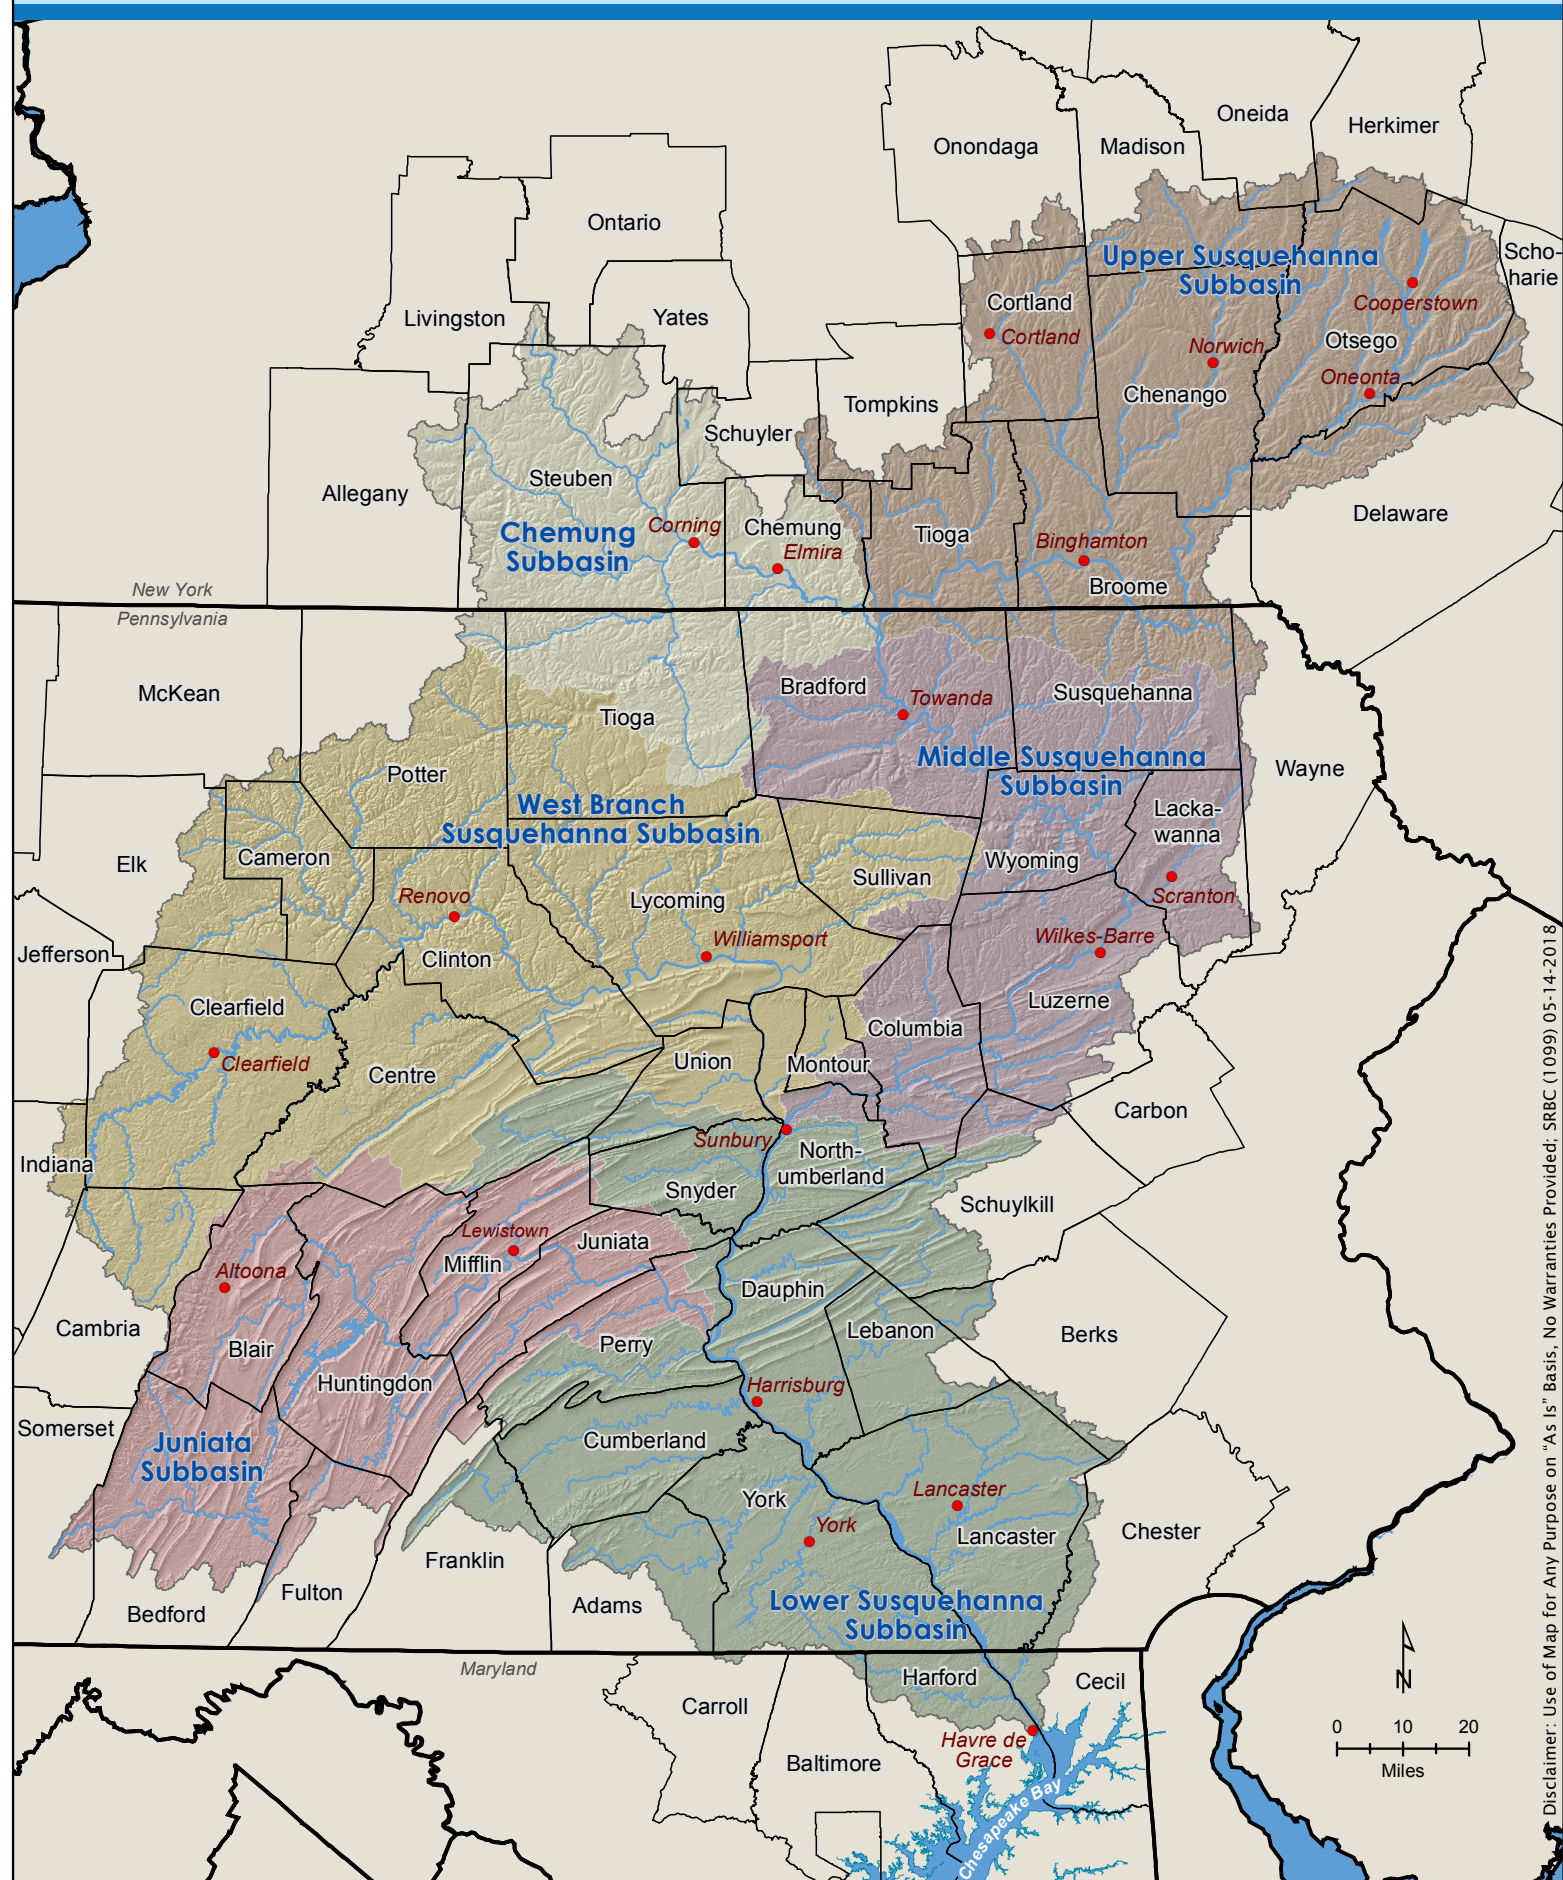 Oneida
Herkimer
Onondaga
Madison
Ontario
Scho-
harie
Upper Susquehanna
Subbasin
Cortland
Cooperstown
Livingston
Yates
Cortland
Norwich
Otsego
Oneonta
Chenango
Tompkins
Schuyler
Steuben
Allegany
Chemung
Subbasin
Corning
Chemung
Elmira
Tioga
Binghamton
Broome
Delaware
New York
Pennsylvania
McKean
Bradford
Towanda
Susquehanna
Tioga
Potter
Middle Susquehanna
Subbasin
Wayne
West Branch
Susquehanna Subbasin
Lacka-
wanna
Elk
Cameron
Wyoming
Sullivan
Renovo
Lycoming
Scranton
Williamsport
Wilkes-Barre
Jefferson
Clinton
Clearfield
Luzerne
Columbia
Clearfield
Centre
Union
Montour
Carbon
Sunbury
North-
umberland
Indiana
Snyder
Schuylkill
Lewistown
Juniata
Mifflin
Altoona
Dauphin
Cambria
Blair
Perry
Lebanon
Berks
Huntingdon
Harrisburg
Somerset
Juniata
Subbasin
Cumberland
York
Lancaster
York
Lancaster
Chester
Franklin
Fulton
Bedford
Adams
Lower Susquehanna
Subbasin
Maryland
Harford
Cecil
Carroll
Havre de
Grace
Baltimore
Chesapeake Bay
N
0 10 20
Miles
Disclaimer: Use of Map for Any Purpose on "As Is" Basis, No Warranties Provided; SRBC (1099) 05-14-2018